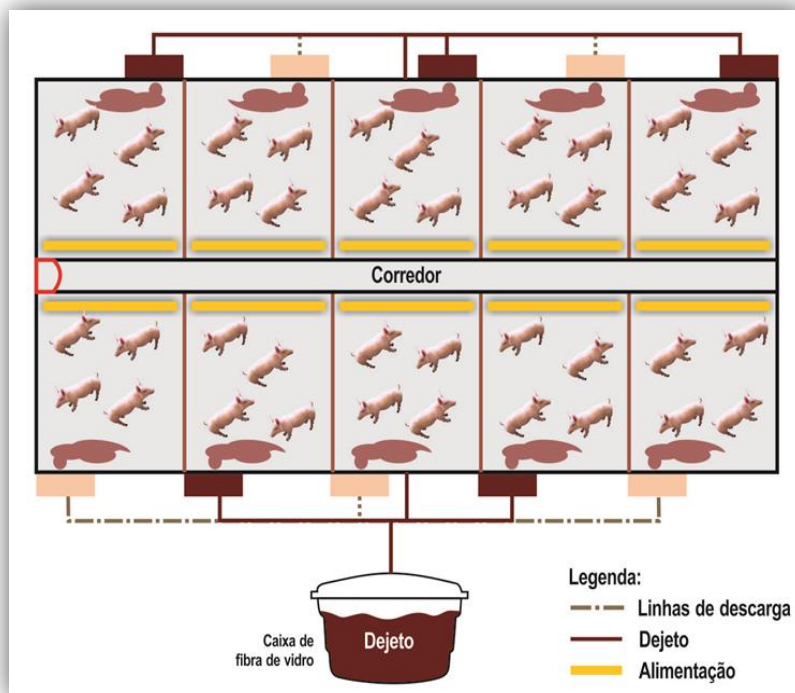 Corredor
Caixa de
fibra de vidro
Dejeto
Legenda:
Linhas de descarga
Dejeto
Alimentação